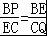 BP/EC = BE/CQ